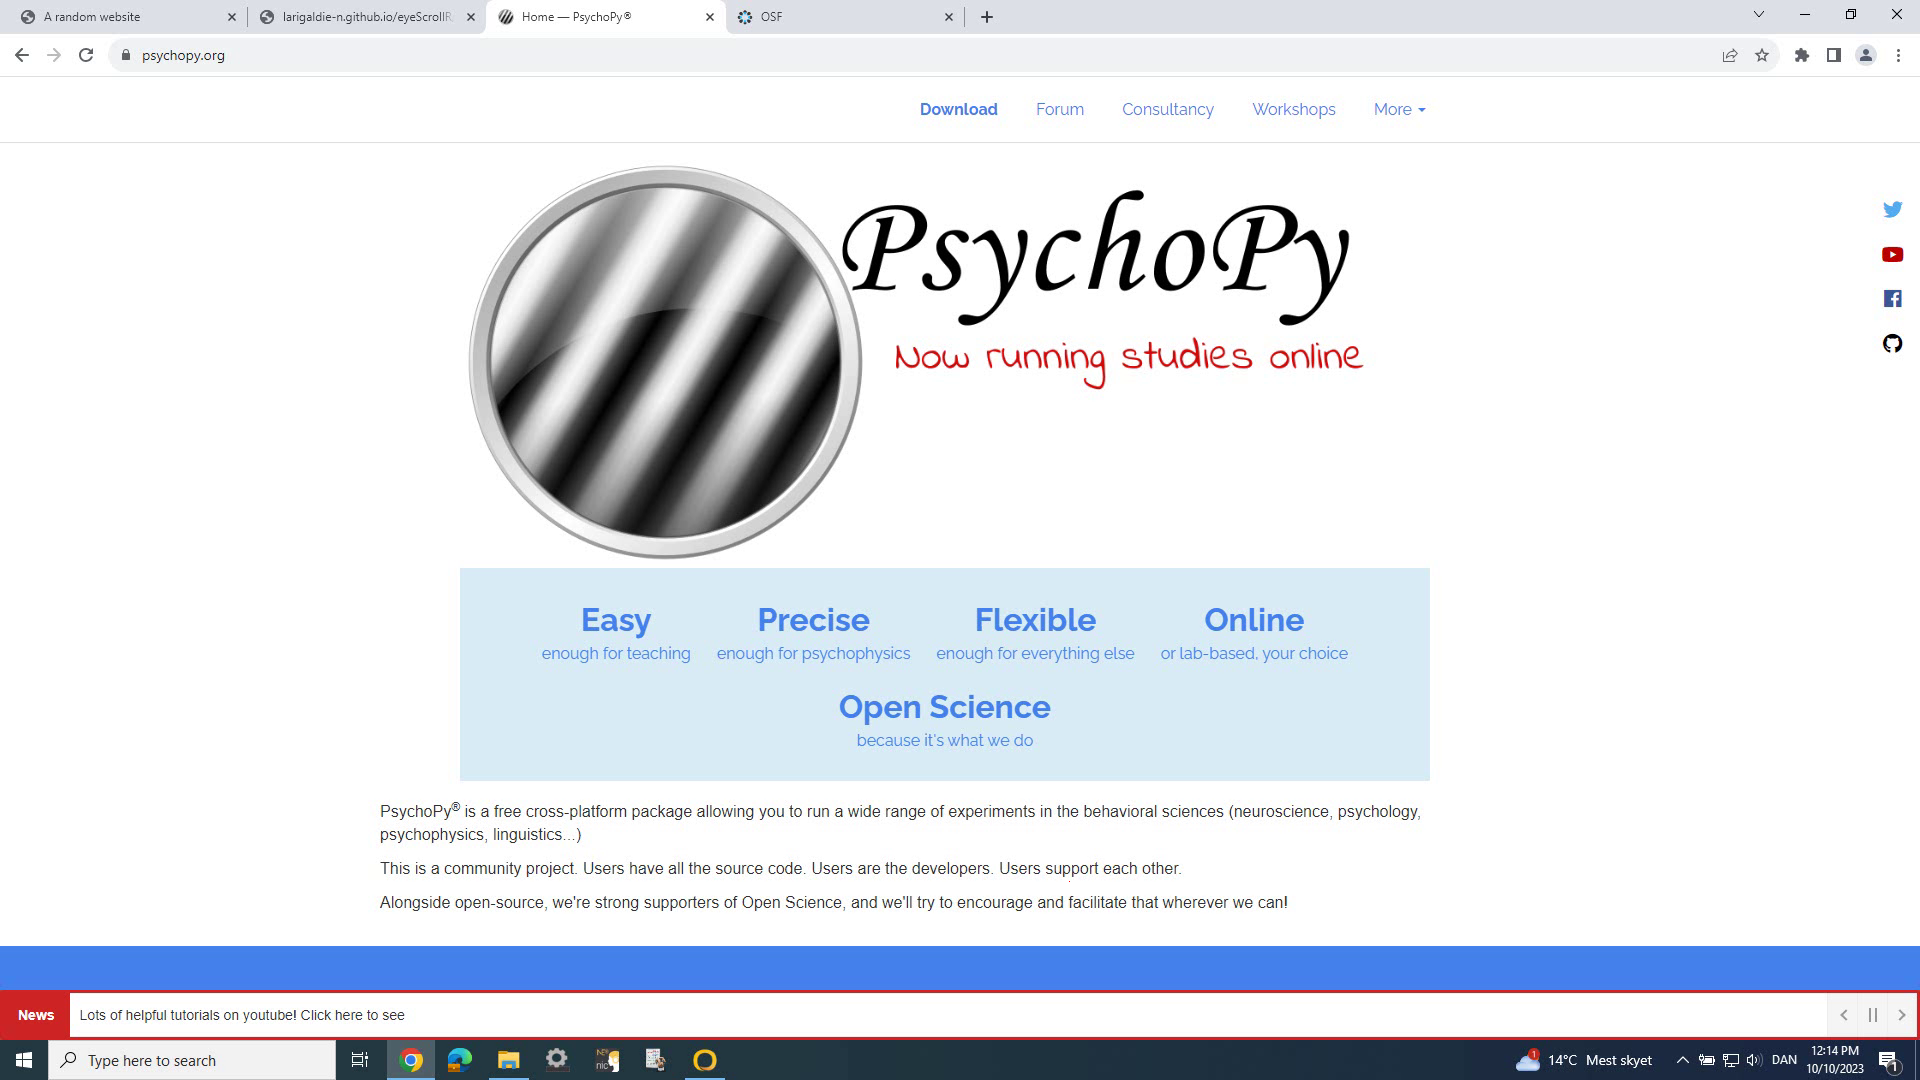 A random website
larigaldie-n.github.io/eyeScrollR
Home — PsychoPy®
OSF
psychopy.org
Download Forum Consultancy Workshops More
PsychoPy
Now running studies online
Easy Precise Flexible Online
enough for teaching enough for psychophysics enough for everything else or lab-based, your choice
Open Science
because it's what we do
PsychoPy® is a free cross-platform package allowing you to run a wide range of experiments in the behavioral sciences (neuroscience, psychology,
psychophysics, linguistics...)
This is a community project. Users have all the source code. Users are the developers. Users support each other.
Alongside open-source, we're strong supporters of Open Science, and we'll try to encourage and facilitate that wherever we can!
News Lots of helpful tutorials on youtube! Click here to see
Type here to search
1
14°C Mest skyet
DAN
12:14 PM
10/10/2023
1